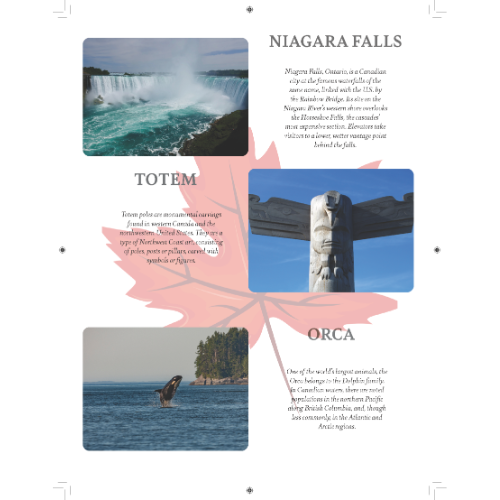 NIAGARA FALLS
Niagara Falls, Ontario, is a Canadian
city at the famous waterfalls of the
same name, linked with the U.S. by
the Rainbow Bridge. Its site on the
Niagara River's western shore overlooks
the Horseshoe Falls, the cascades'
most expansive section. Elevators take
visitors to a lower, wetter vantage point
behind the falls.
TOTEM
Totem poles are monumental carvings
found in western Canada and the
northwestern United States. They are a
type of Northwest Coast art, consisting
of poles, posts or pillars, carved with
symbols or figures.
ORCA
One of the world's largest animals, the
Orca belongs to the Dolphin family.
In Canadian waters, there are noted
populations in the northern Pacific
along British Columbia, and, though
less commonly, in the Atlantic and
Arctic regions.